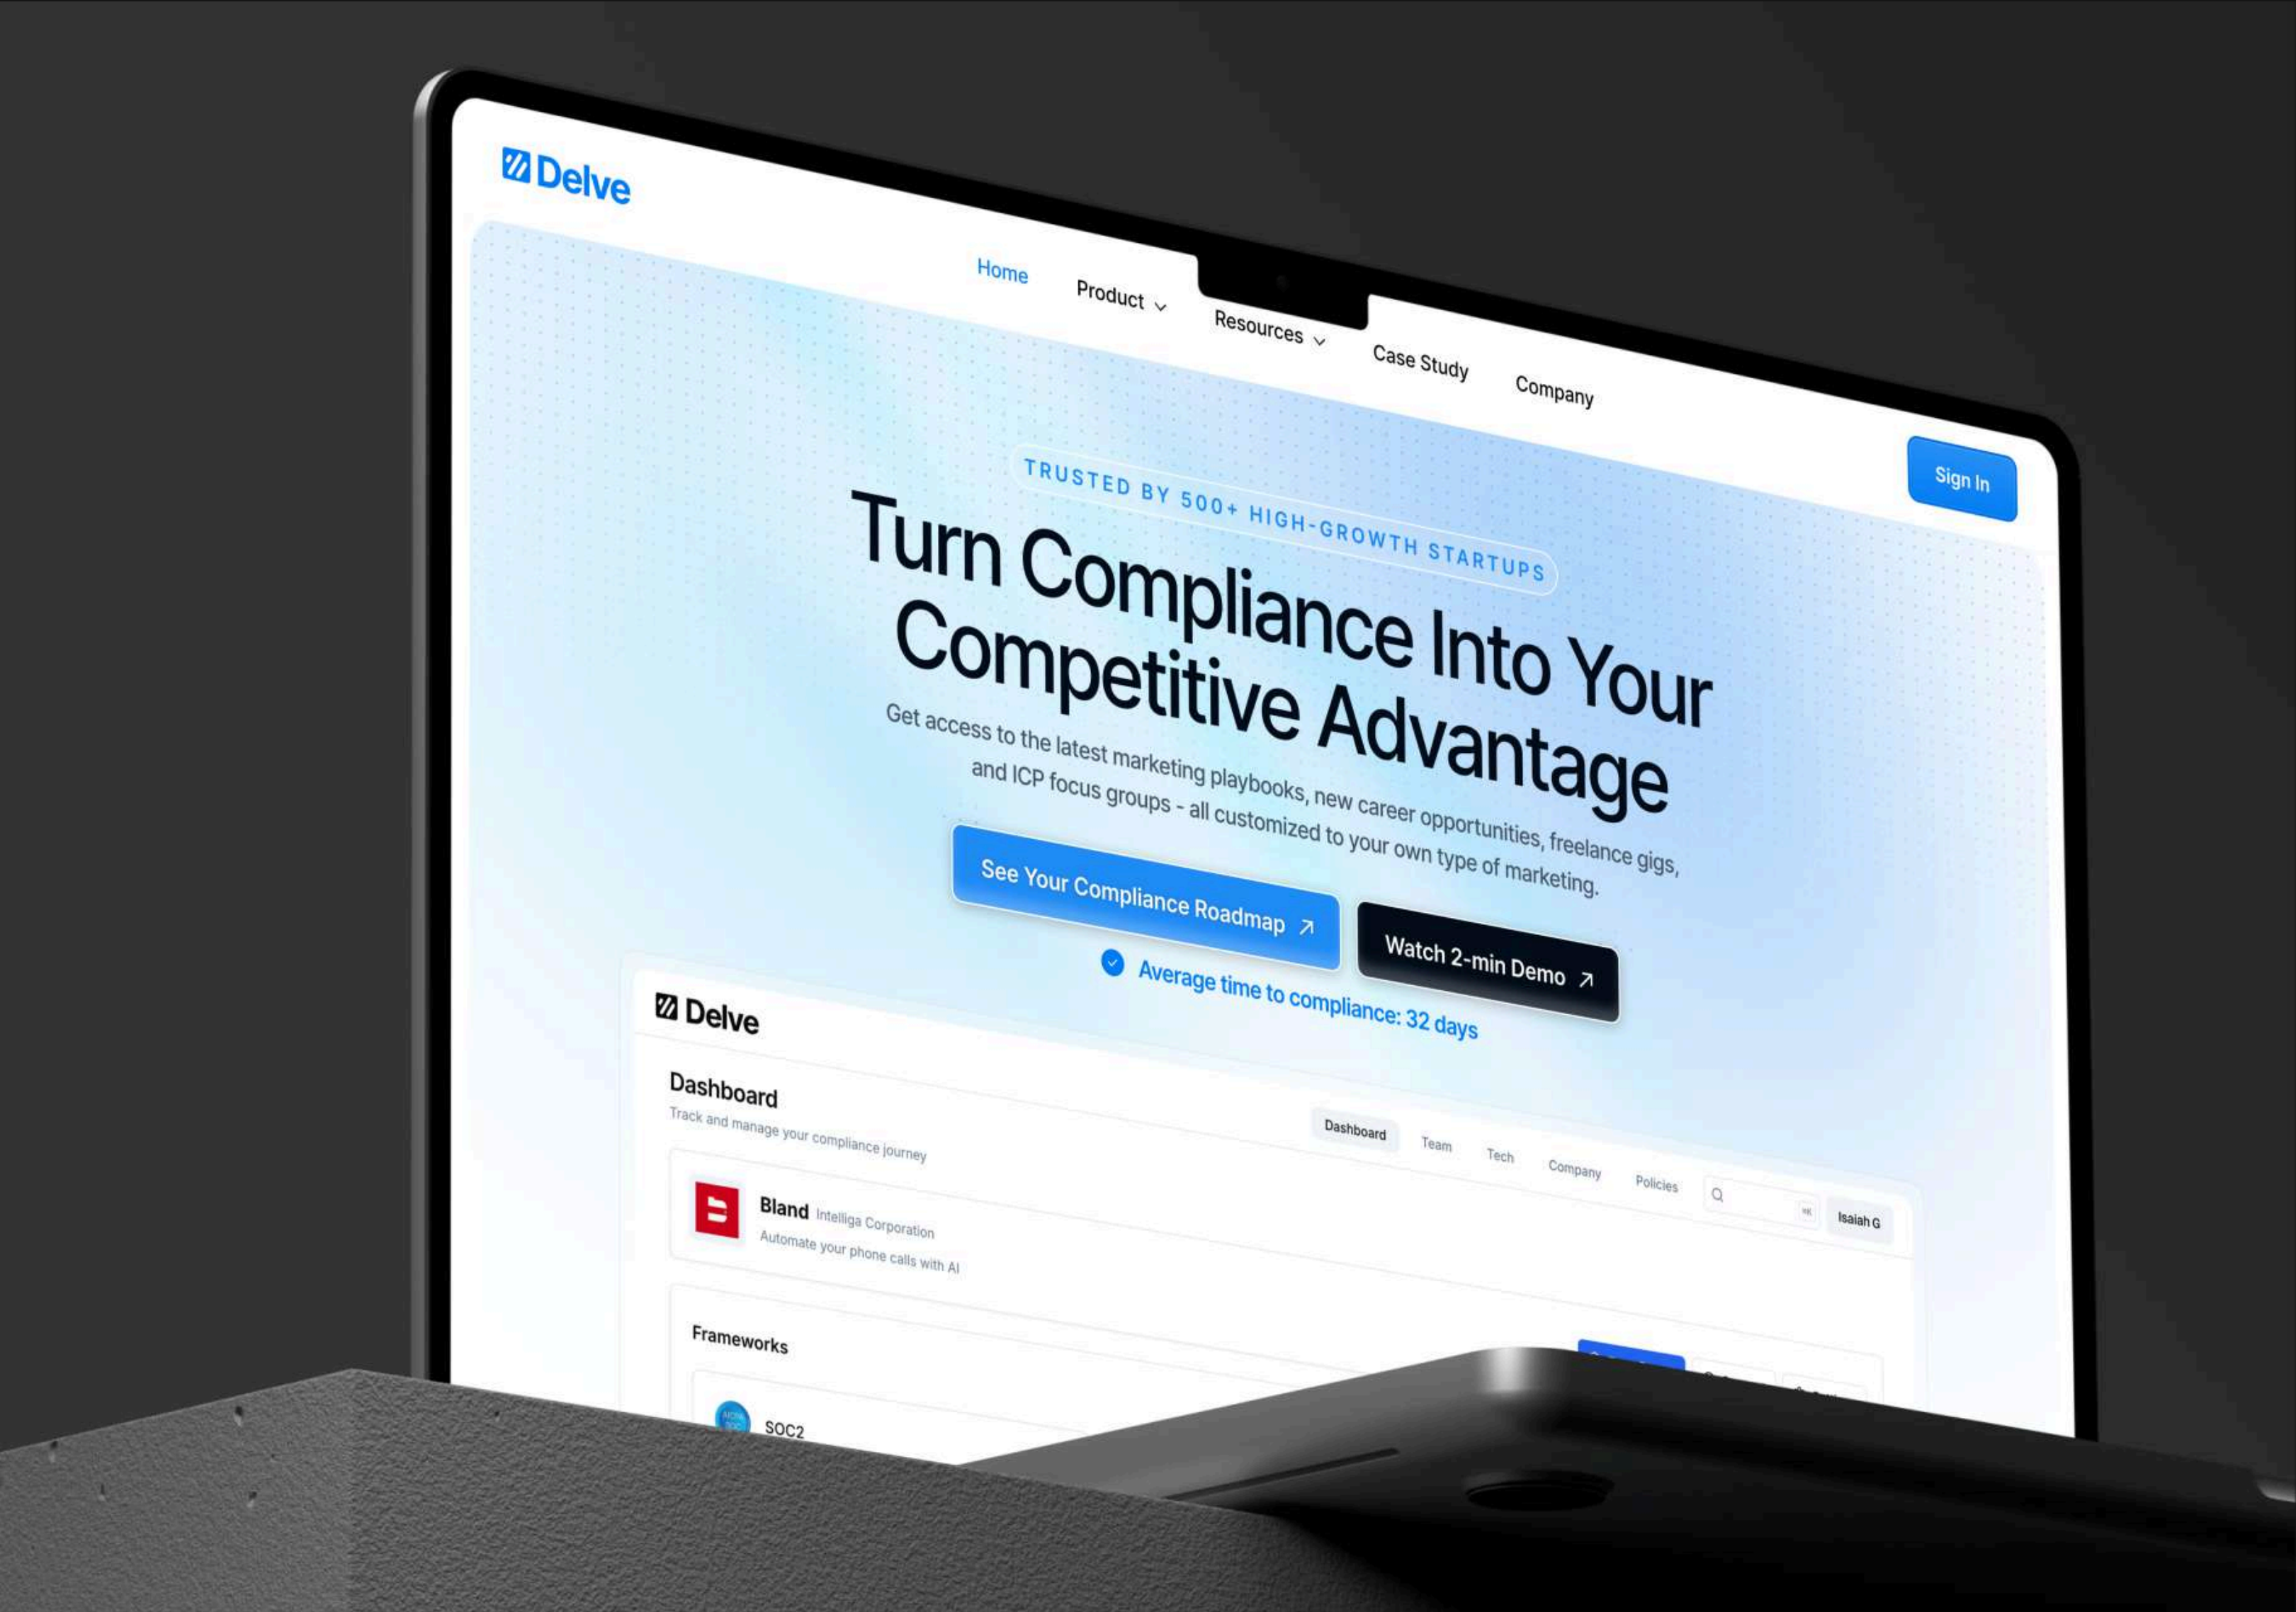 Delve
Home
Product
Resources
Case Study
Company
Sign In
TRUSTED BY 500+ HIGH-GROWTH STARTUPS
Turn Compliance Into Your
Competitive Advantage
Get access to the latest marketing playbooks, new career opportunities, freelance gigs,
and ICP focus groups - all customized to your own type of marketing.
See Your Compliance Roadmap
Watch 2-min Demo
Average time to compliance: 32 days
Delve
Dashboard
Team
Tech
Company
Policies
Isaiah G
Dashboard
Track and manage your compliance journey
Bland Intelliga Corporation
Automate your phone calls with AI
Frameworks
SOC2